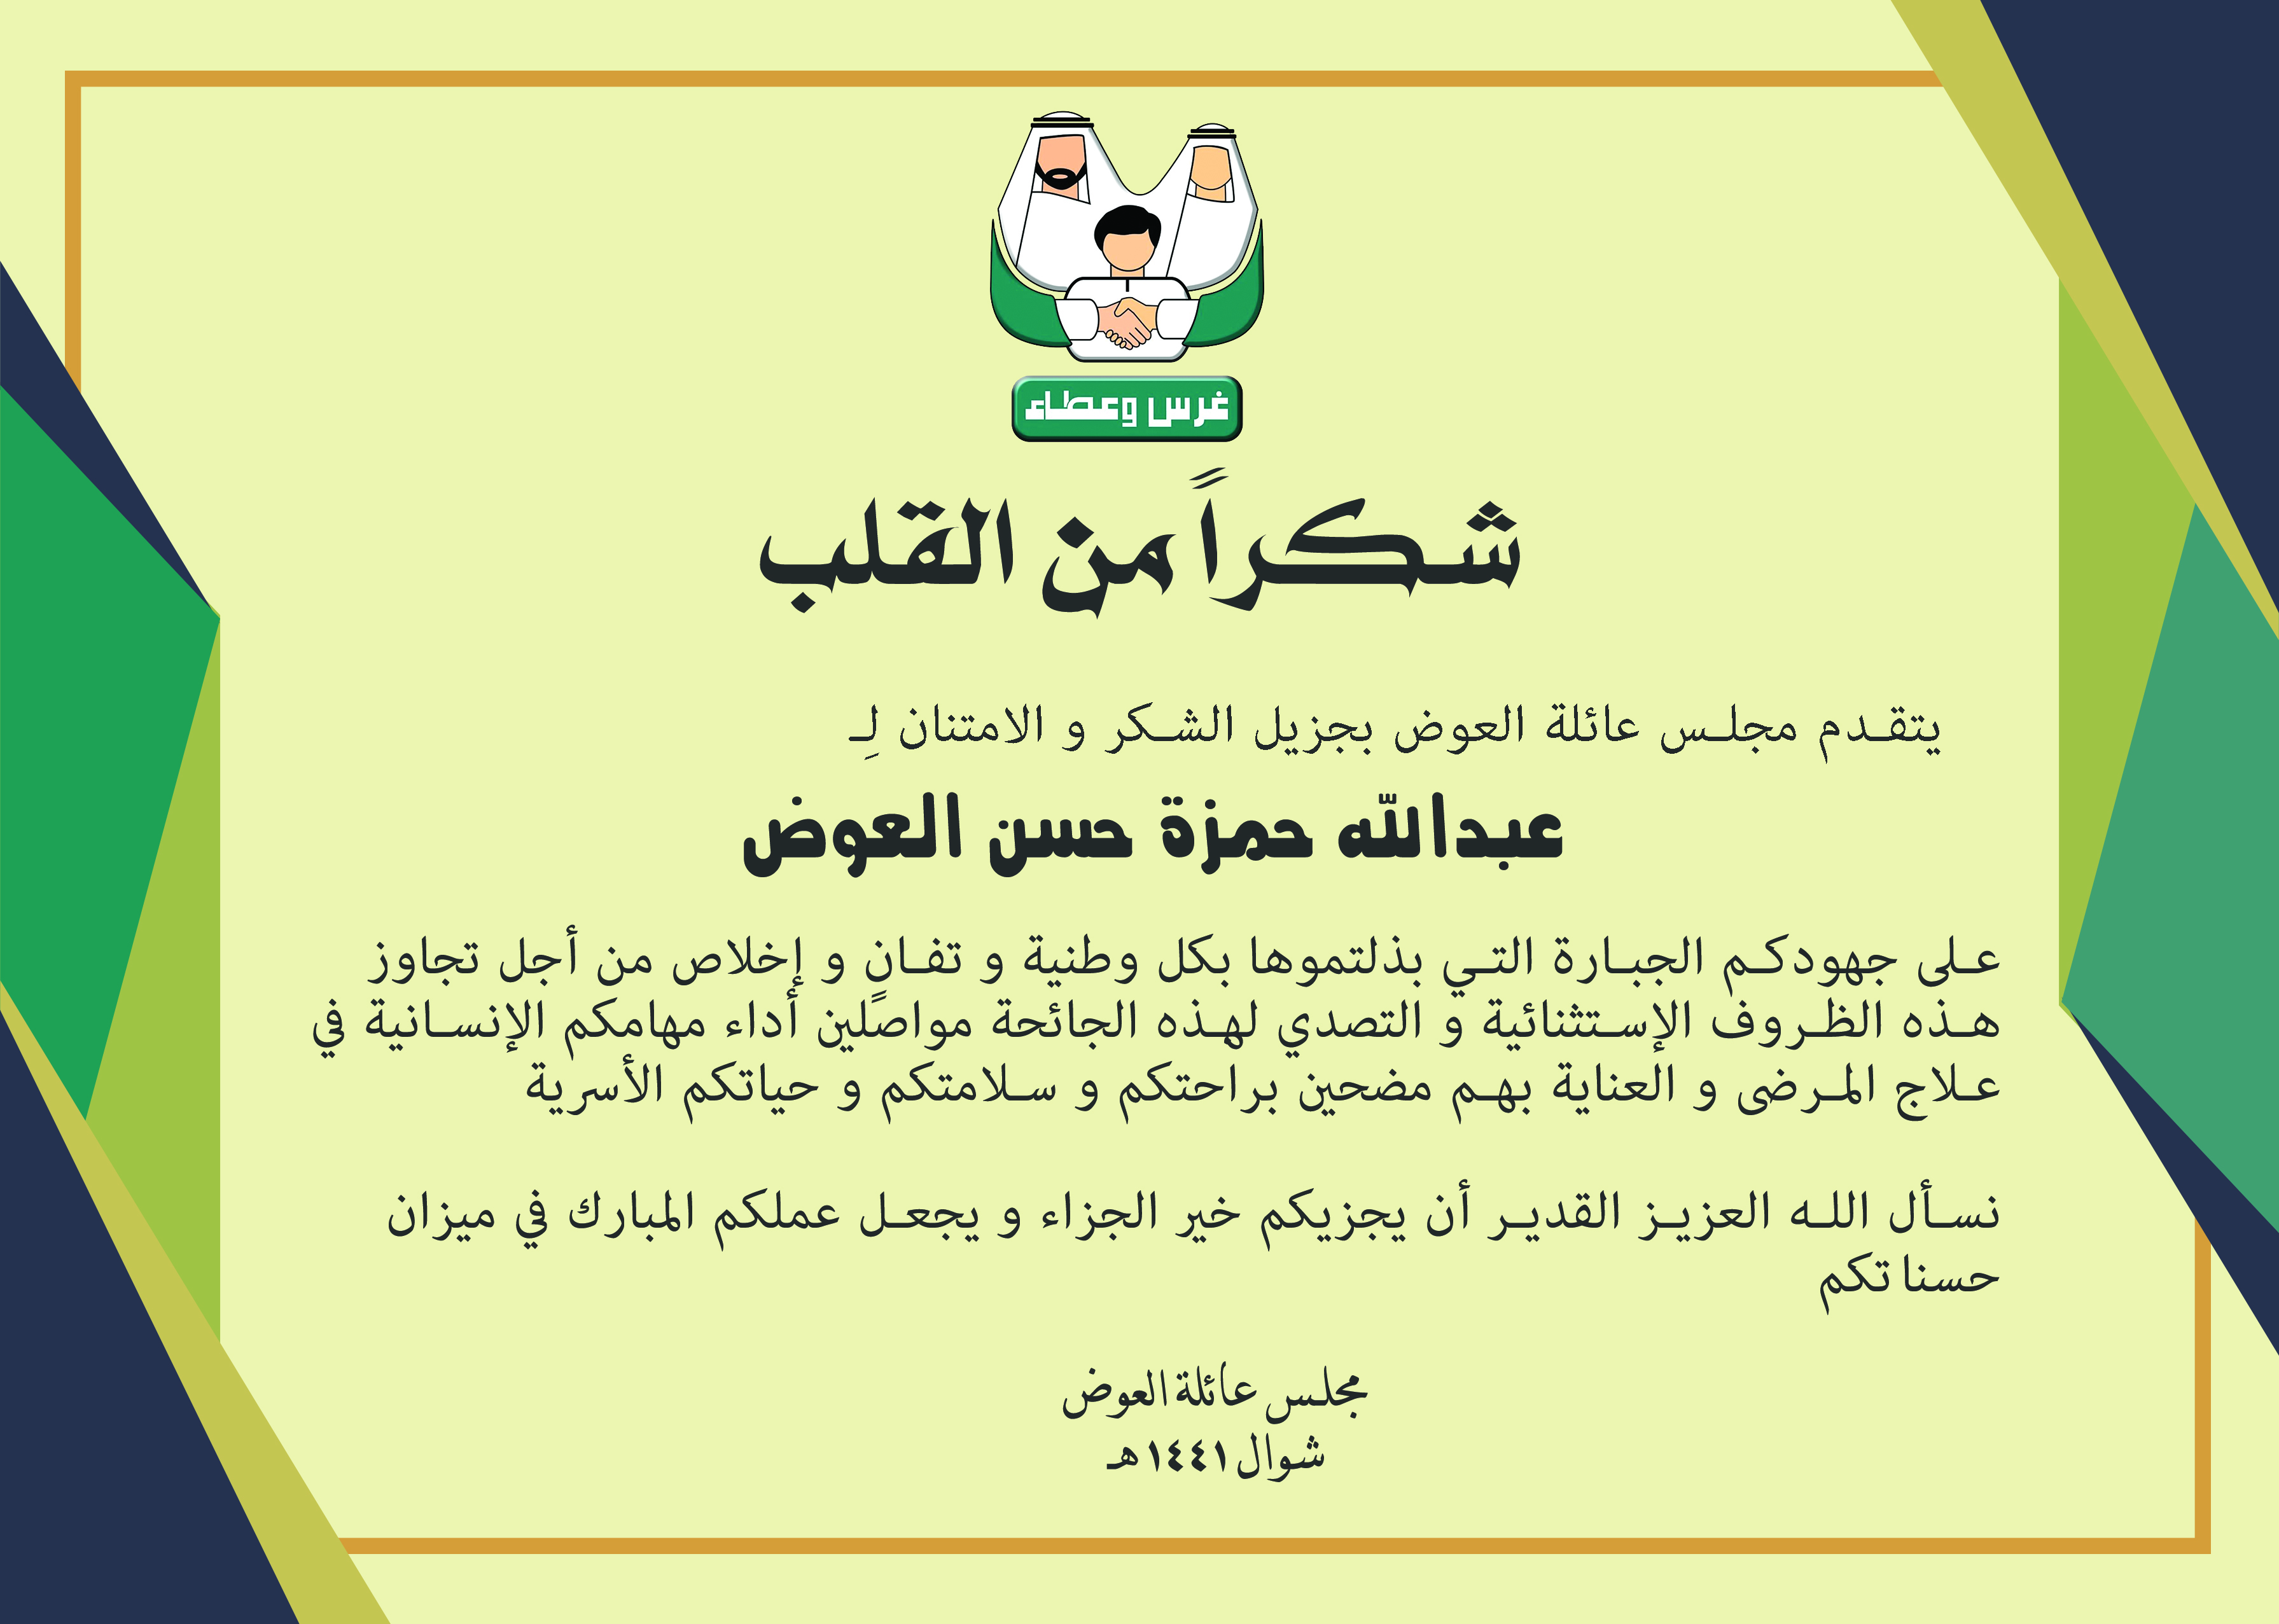 غرس وعطاء
شكراً من القلب
يتقدم مجلس عائلة العوض بجزيل الشكر و الامتنان لِـ
عبدالله حمزة حسن العوض
على جهودكم الجبارة التي بذلتموها بكل وطنية و تفانٍ و إخلاص من أجل تجاوز
هذه الظروف الإستثنائية و التصدي لهذه الجائحة مواصلين أداء مهامكم الإنسانية في
علاج المرضى و العناية بهم مضحين براحتكم و سلامتكم و حياتكم الأسرية
نسأل الله العزيز القدير أن يجزيكم خير الجزاء و يجعل عملكم المبارك في ميزان
حسناتكم
مجلس عائلة العوض
شوال ١٤٤١هـ